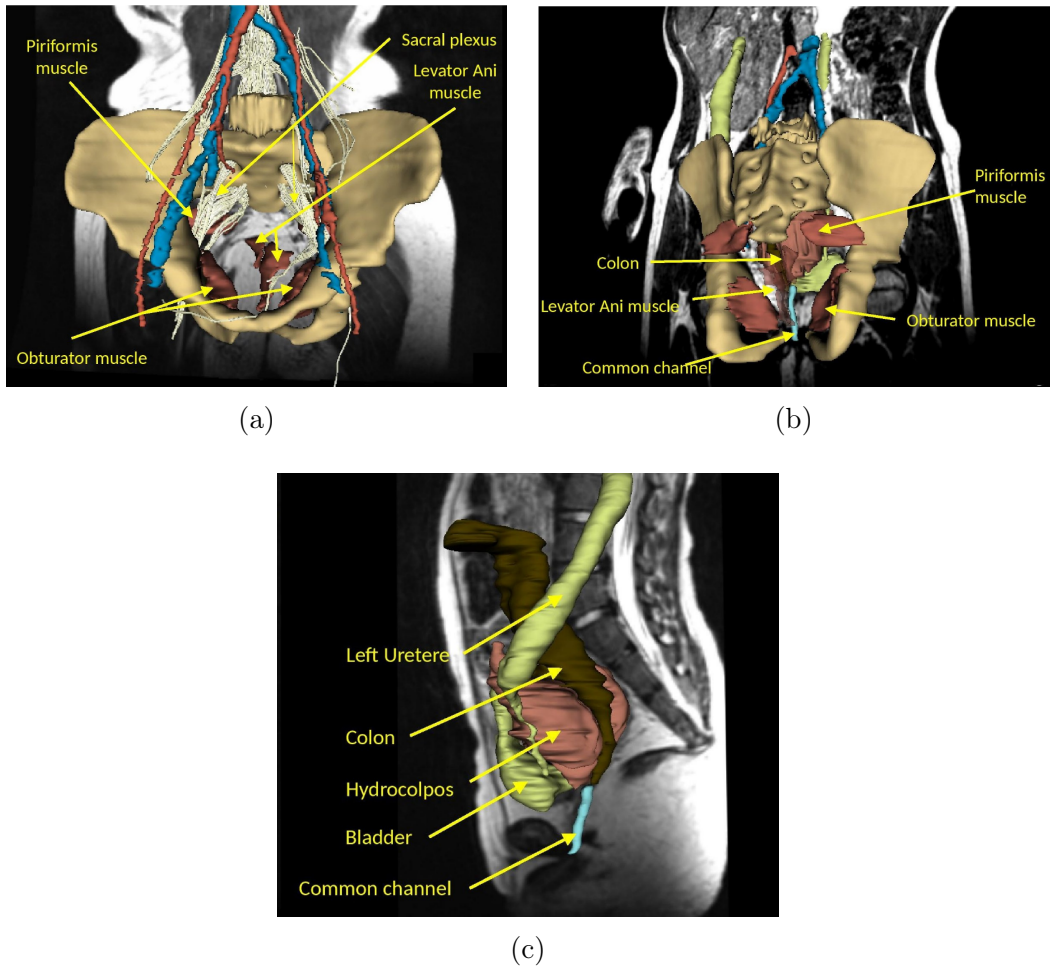 Piriformis
muscle
Sacral plexus
Levator Ani
muscle
Obturator muscle
Piriformis
muscle
Colon
Levator Ani muscle
Obturator muscle
Common channel
(a)
(b)
Left Uretere
Colon
Hydrocolpos
Bladder
Common channel
(c)